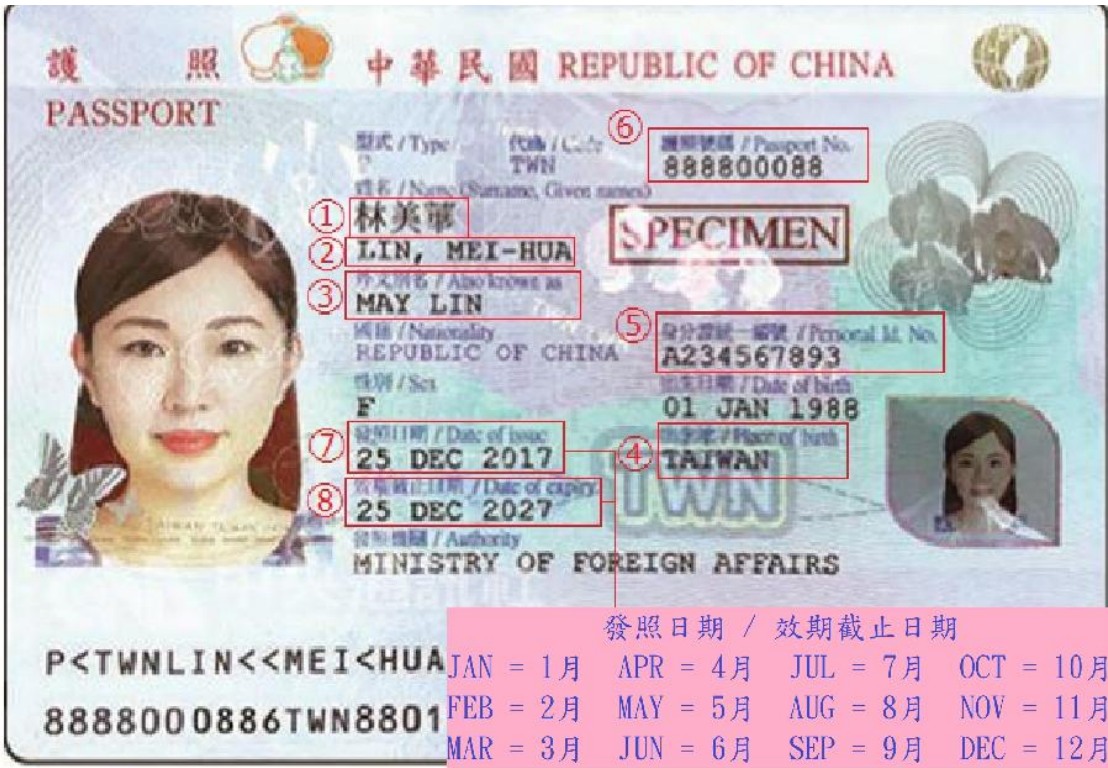 護 照 中華民國 REPUBLIC OF CHINA
PASSPORT
型式 / Type 代碼 / Code ⑥ 護照號碼 / Passport No.
P TWN 888800088
姓名 / Name (Surname, Given names)
① 林美華
SPECIMEN
② LIN, MEI-HUA
外文別名 / Also known as
③ MAY LIN
國籍 / Nationality ⑤ 身分證統一編號 / Personal Id. No.
REPUBLIC OF CHINA A234567893
性別 / Sex 出生日期 / Date of birth
F 01 JAN 1988
⑦ 發照日期 / Date of issue ④ 出生地 / Place of birth
25 DEC 2017 TAIWAN
TWN
⑧ 效期截止日期 / Date of expiry
25 DEC 2027
發照機關 / Authority
MINISTRY OF FOREIGN AFFAIRS
發照日期 / 效期截止日期
P<TWNLIN<<MEI<HUA
JAN = 1月 APR = 4月 JUL = 7月 OCT = 10月
8888000886TWN8801
FEB = 2月 MAY = 5月 AUG = 8月 NOV = 11月
MAR = 3月 JUN = 6月 SEP = 9月 DEC = 12月